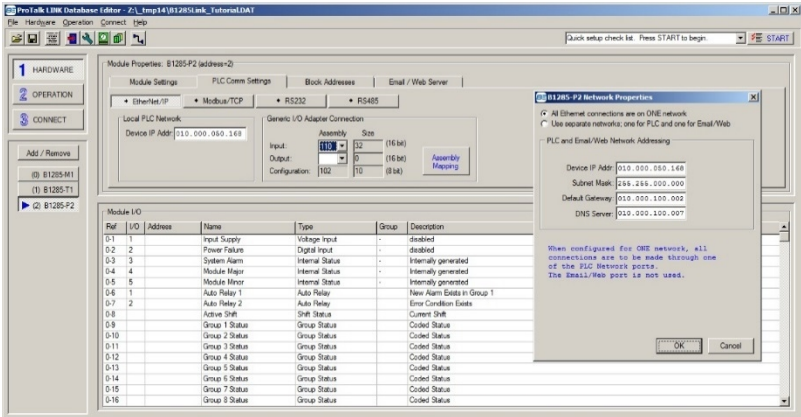 ProTalk LINK Database Editor - Z:\_tmp14\B1285Link_Tutorial.DAT
File Hardware Operation Connect Help
Quick setup check list. Press START to begin. START
1 HARDWARE
2 OPERATION
3 CONNECT
Add / Remove
(0) B1285-M1
(1) B1285-T1
(2) B1285-P2
Module Properties: B1285-P2 (address=2)
Module Settings PLC Comm Settings Block Addresses Email / Web Server
EtherNet/IP Modbus/TCP RS232 RS485
Local PLC Network
Device IP Addr: 010.000.050.168
Generic I/O Adapter Connection
Assembly Size
Input: 110 32 (16 bit)
Output: 0 (16 bit)
Configuration: 102 10 (8 bit)
Assembly Mapping
Module I/O
Ref I/O Address Name Type Group Description
0-1 1 Input Supply Voltage Input - disabled
0-2 2 Power Failure Digital Input - disabled
0-3 3 System Alarm Internal Status - Internally generated
0-4 4 Module Major Internal Status - Internally generated
0-5 5 Module Minor Internal Status - Internally generated
0-6 1 Auto Relay 1 Auto Relay New Alarm Exists in Group 1
0-7 2 Auto Relay 2 Auto Relay Error Condition Exists
0-8 Active Shift Shift Status Current Shift
0-9 Group 1 Status Group Status Coded Status
0-10 Group 2 Status Group Status Coded Status
0-11 Group 3 Status Group Status Coded Status
0-12 Group 4 Status Group Status Coded Status
0-13 Group 5 Status Group Status Coded Status
0-14 Group 6 Status Group Status Coded Status
0-15 Group 7 Status Group Status Coded Status
0-16 Group 8 Status Group Status Coded Status
B1285-P2 Network Properties
All Ethernet connections are on ONE network
Use separate networks; one for PLC and one for Email/Web
PLC and Email/Web Network Addressing
Device IP Addr: 010.000.050.168
Subnet Mask: 255.255.000.000
Default Gateway: 010.000.100.002
DNS Server: 010.000.100.007
When configured for ONE network, all
connections are to be made through one
of the PLC Network ports.
The Email/Web port is not used.
OK Cancel